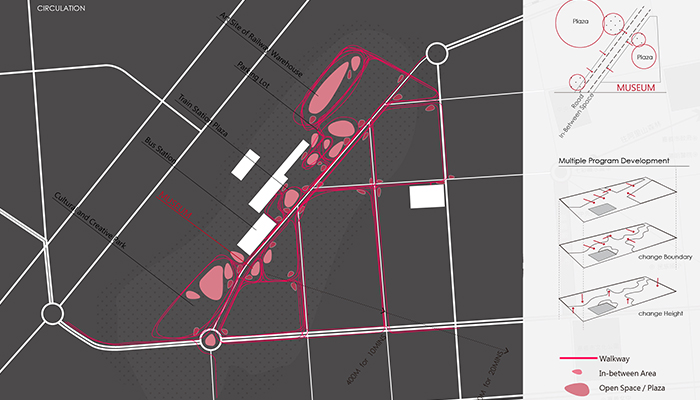 CIRCULATION
Art Site of Railway Warehouse
Parking Lot
Train Station Plaza
Bus Station
MUSEUM
Cultural and Creative Park
400M for 10MINS
M for 20MINS
Plaza
Plaza
MUSEUM
Road
In-Between Space
Multiple Program Development
change Boundary
change Height
Walkway
In-between Area
Open Space / Plaza